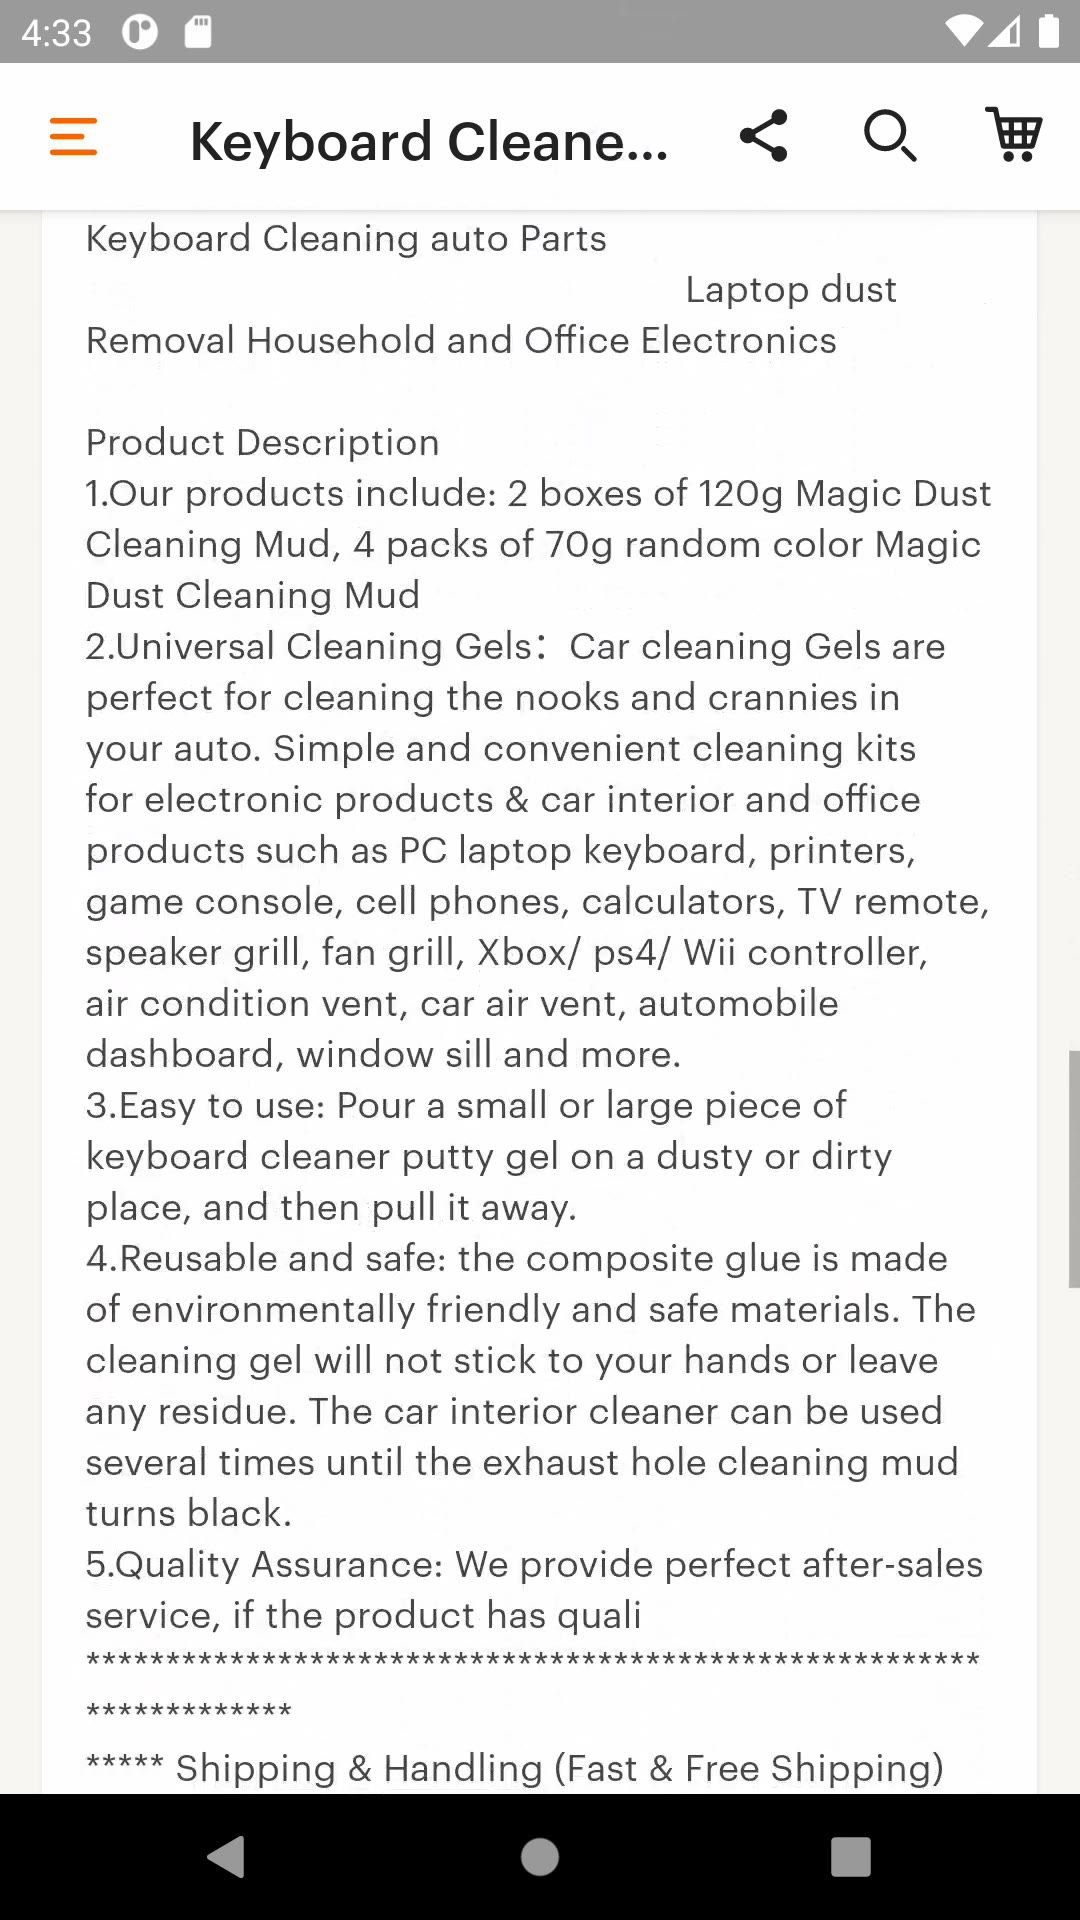 4:33
Keyboard Cleane...
Keyboard Cleaning auto Parts
Laptop dust
Removal Household and Office Electronics
Product Description
1.Our products include: 2 boxes of 120g Magic Dust
Cleaning Mud, 4 packs of 70g random color Magic
Dust Cleaning Mud
2.Universal Cleaning Gels：Car cleaning Gels are
perfect for cleaning the nooks and crannies in
your auto. Simple and convenient cleaning kits
for electronic products & car interior and office
products such as PC laptop keyboard, printers,
game console, cell phones, calculators, TV remote,
speaker grill, fan grill, Xbox/ ps4/ Wii controller,
air condition vent, car air vent, automobile
dashboard, window sill and more.
3.Easy to use: Pour a small or large piece of
keyboard cleaner putty gel on a dusty or dirty
place, and then pull it away.
4.Reusable and safe: the composite glue is made
of environmentally friendly and safe materials. The
cleaning gel will not stick to your hands or leave
any residue. The car interior cleaner can be used
several times until the exhaust hole cleaning mud
turns black.
5.Quality Assurance: We provide perfect after-sales
service, if the product has quali
********************************************************
*************
***** Shipping & Handling (Fast & Free Shipping)